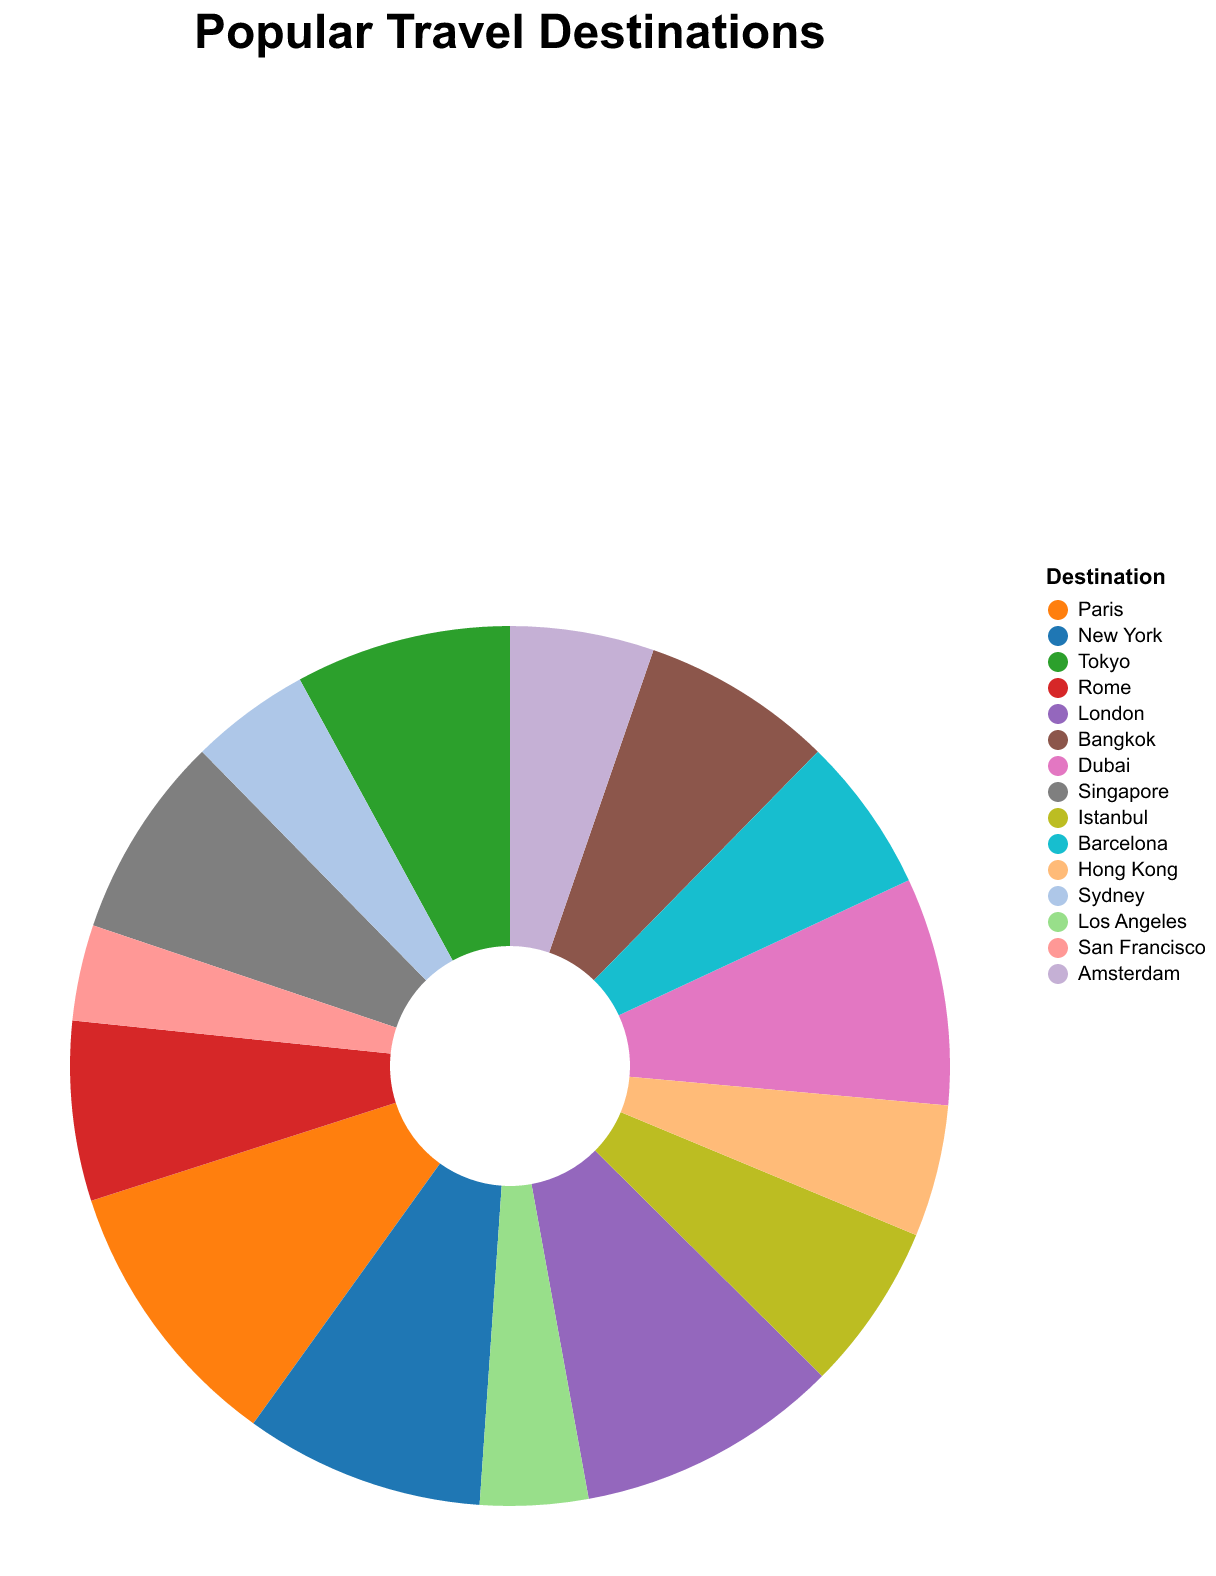 Popular Travel Destinations
Destination
Paris
New York
Tokyo
Rome
London
Bangkok
Dubai
Singapore
Istanbul
Barcelona
Hong Kong
Sydney
Los Angeles
San Francisco
Amsterdam